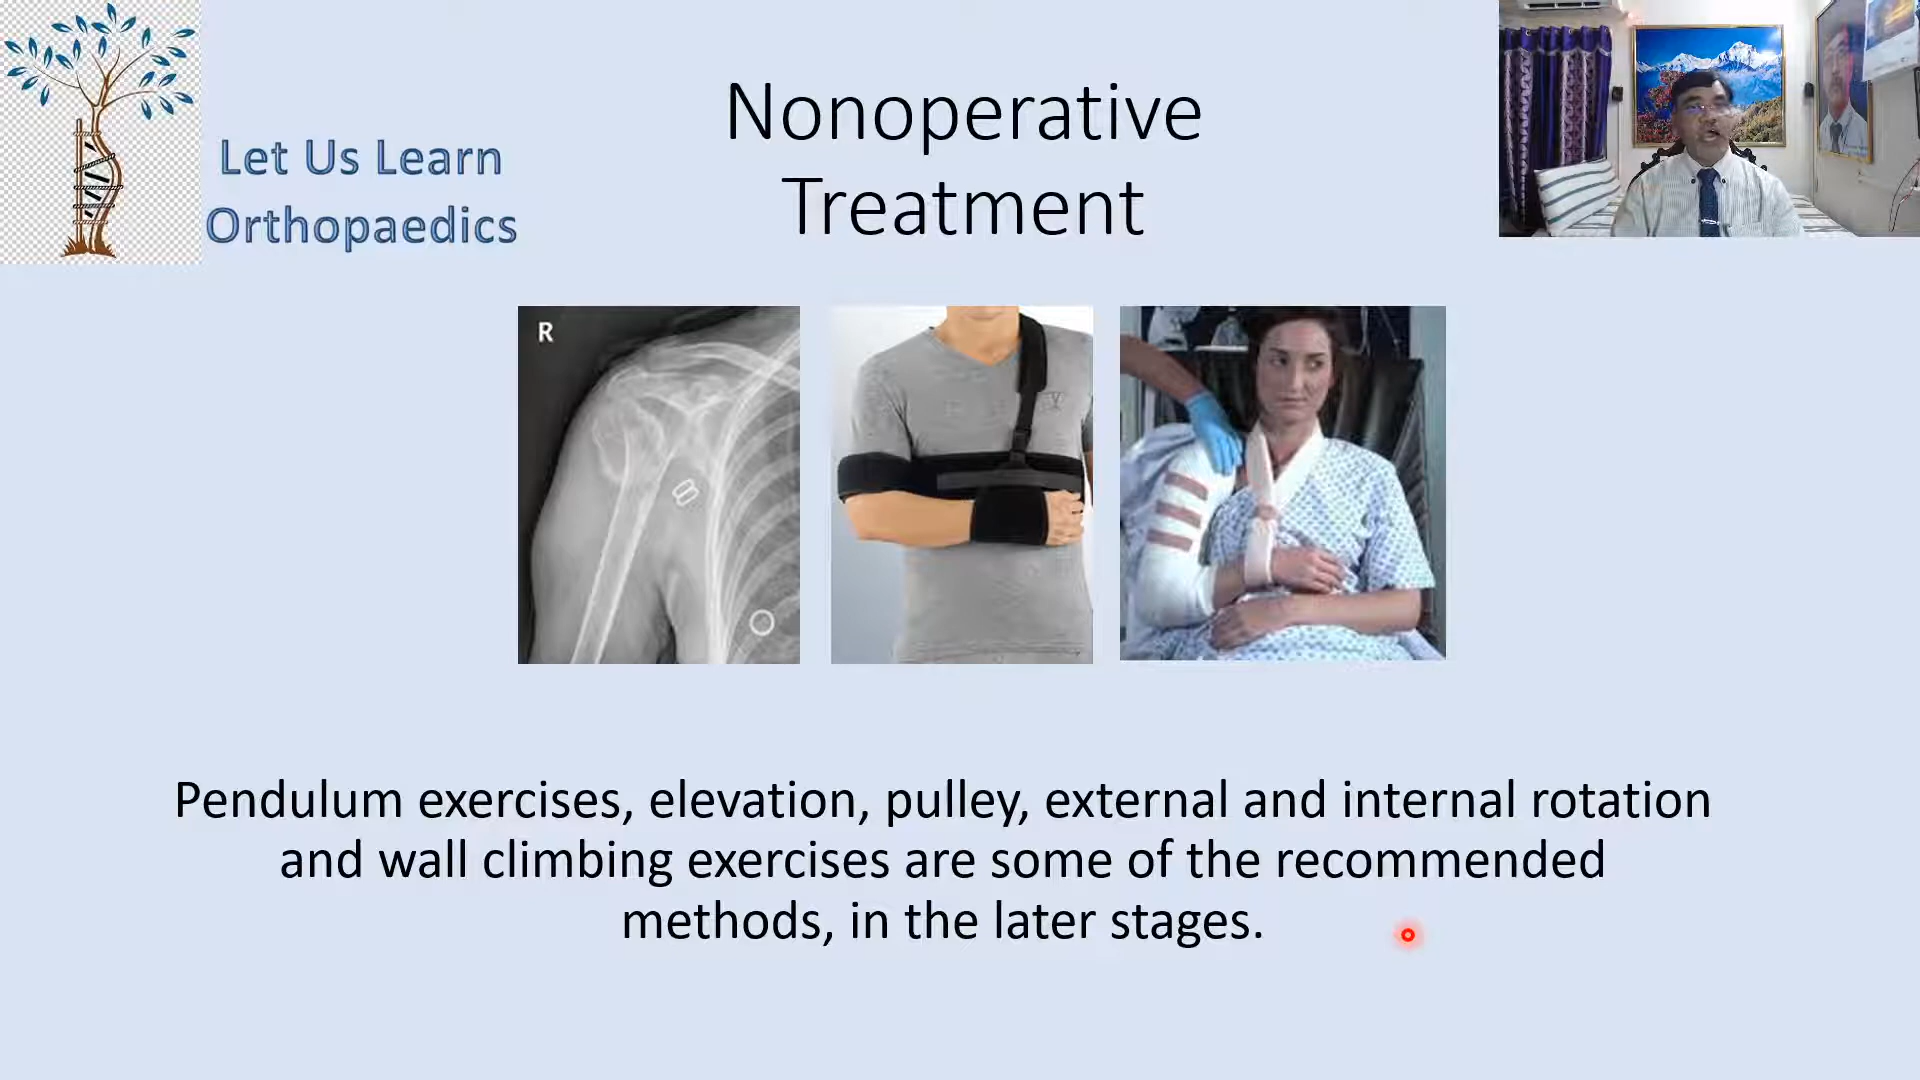 Let Us Learn
Orthopaedics
Nonoperative
Treatment
R
Pendulum exercises, elevation, pulley, external and internal rotation
and wall climbing exercises are some of the recommended
methods, in the later stages.